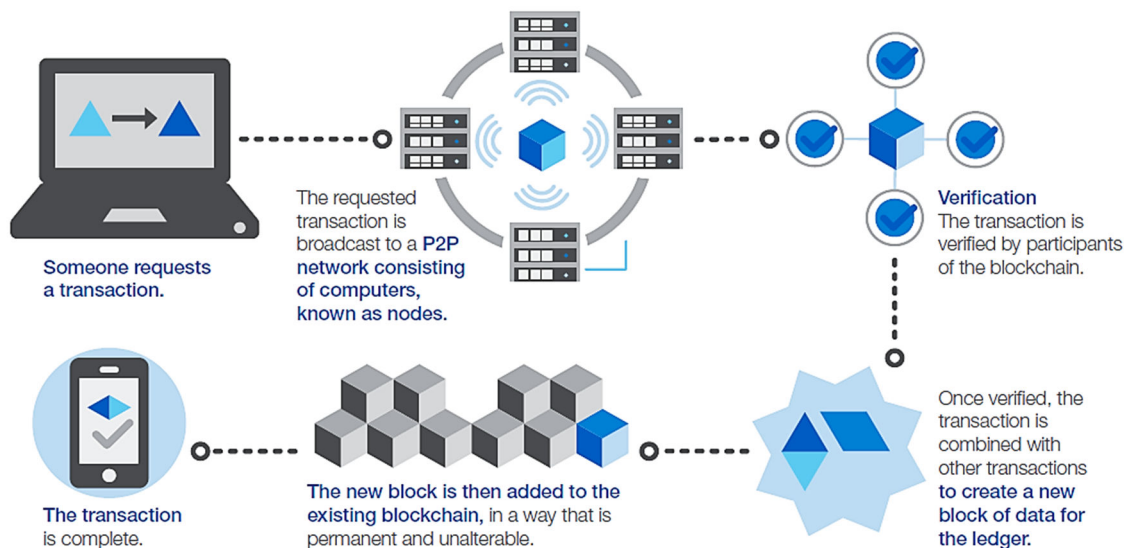 Someone requests
a transaction.
The requested
transaction is
broadcast to a P2P
network consisting
of computers,
known as nodes.
Verification
The transaction is
verified by participants
of the blockchain.
Once verified, the
transaction is
combined with
other transactions
to create a new
block of data for
the ledger.
The new block is then added to the
existing blockchain, in a way that is
permanent and unalterable.
The transaction
is complete.